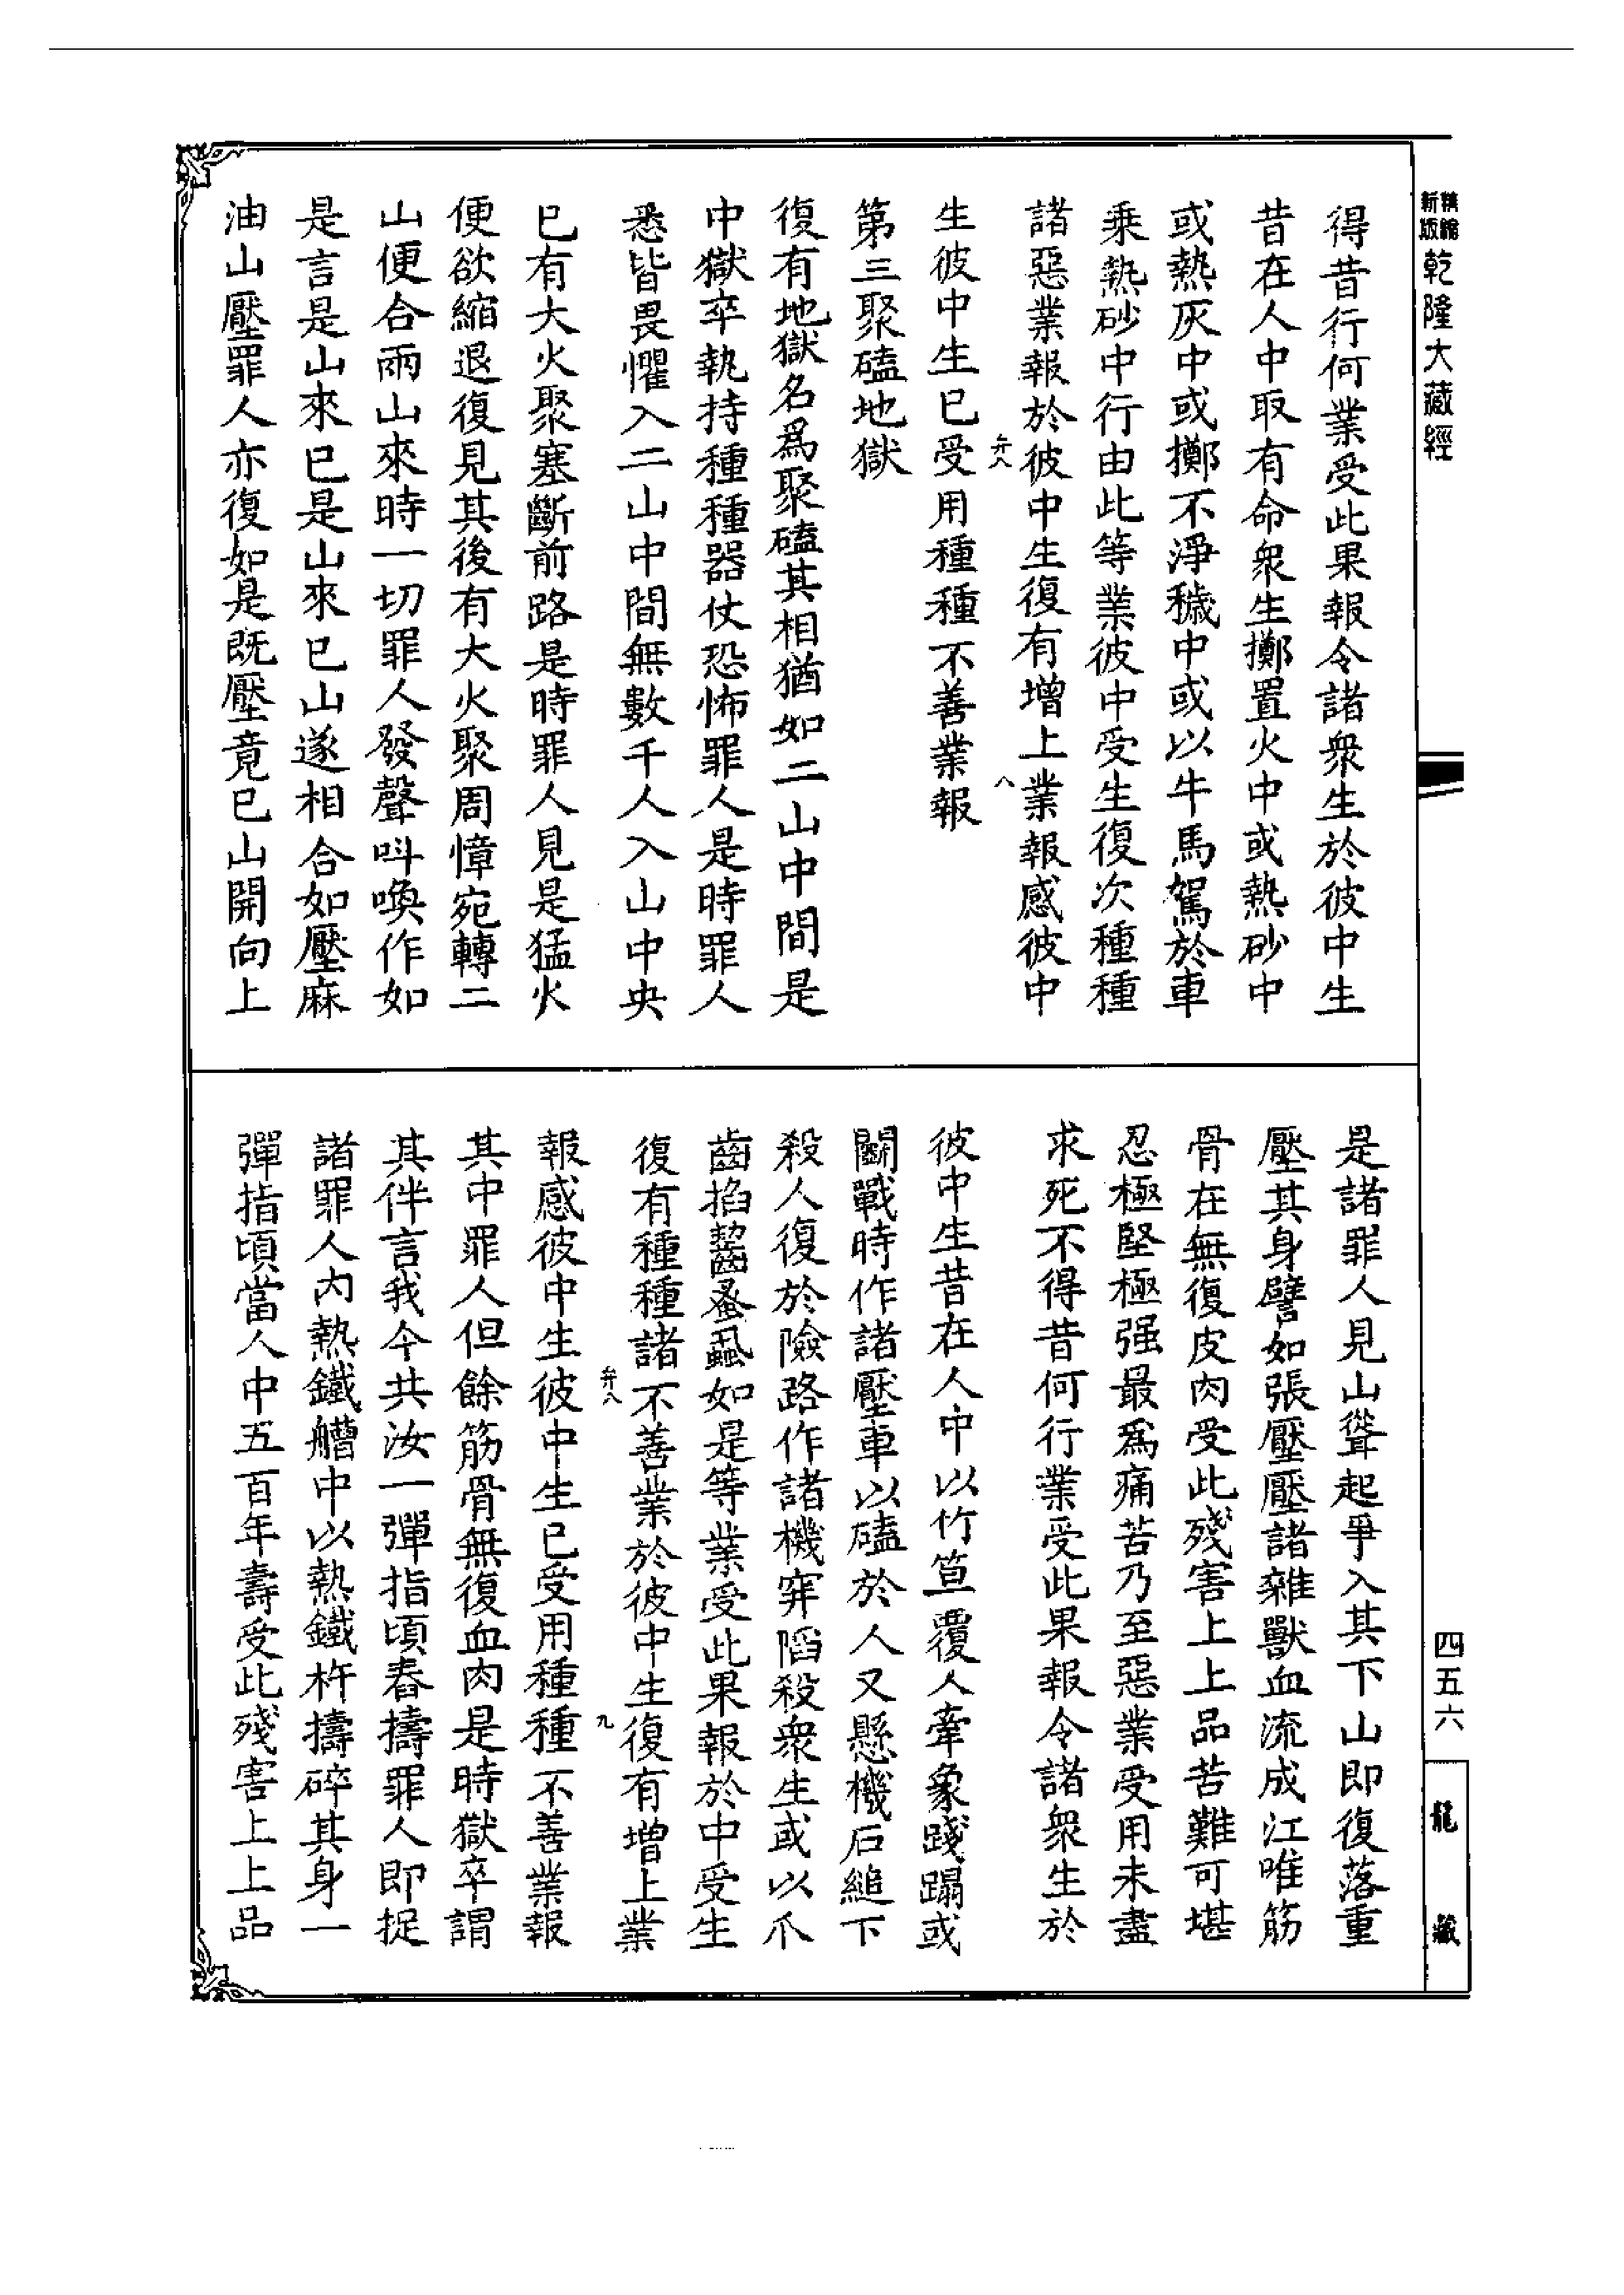 新版
精縮
乾隆大藏經
得昔行何業受此果報令諸衆生於彼中生
昔在人中取有命衆生擲置火中或熱砂中
或熱灰中或擲不淨穢中或以牛馬駕於車
乘熱砂中行由此等業彼中受生復次種種
諸惡業報於彼中生復有增上業報感彼中
弁八
八
生彼中生已受用種種不善業報
第三聚磕地獄
復有地獄名爲聚磕其相猶如二山中間是
中獄卒執持種種器仗恐怖罪人是時罪人
悉皆畏懼入二山中間無數千人入山中央
已有大火聚塞斷前路是時罪人見是猛火
便欲縮退復見其後有大火聚周慞宛轉二
山便合兩山來時一切罪人發聲叫喚作如
是言是山來已是山來已山遂相合如壓麻
油山壓罪人亦復如是既壓竟已山開向上
是諸罪人見山聳起爭入其下山即復落重
壓其身譬如張壓壓諸雜獸血流成江唯筋
骨在無復皮肉受此殘害上上品苦難可堪
忍極堅極强最爲痛苦乃至惡業受用未盡
求死不得昔何行業受此果報令諸衆生於
彼中生昔在人中以竹笪覆人牽象踐蹋或
鬬戰時作諸壓車以磕於人又懸機石縋下
殺人復於險路作諸機穽陷殺衆生或以爪
齒掐齧蚤蝨如是等業受此果報於中受生
復有種種諸不善業於彼中生復有增上業
弁八
九
報感彼中生彼中生已受用種種不善業報
其中罪人但餘筋骨無復血肉是時獄卒謂
其伴言我今共汝一彈指頃舂擣罪人即捉
諸罪人內熱鐵艚中以熱鐵杵擣碎其身一
彈指頃當人中五百年壽受此殘害上上品
四五六
龍藏